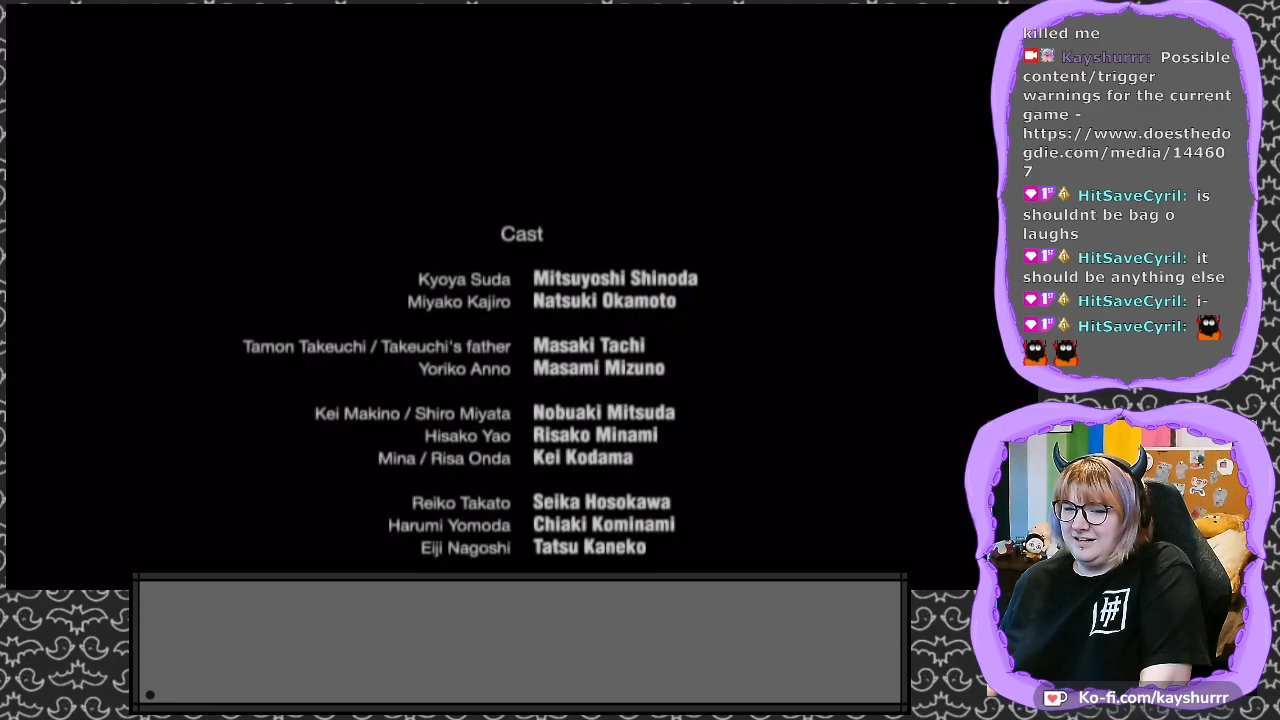 Cast
Kyoya Suda Mitsuyoshi Shinoda
Miyako Kajiro Natsuki Okamoto
Tamon Takeuchi / Takeuchi's father Masaki Tachi
Yoriko Anno Masami Mizuno
Kei Makino / Shiro Miyata Nobuaki Mitsuda
Hisako Yao Risako Minami
Mina / Risa Onda Kei Kodama
Reiko Takato Seika Hosokawa
Harumi Yomoda Chiaki Kominami
Eiji Nagoshi Tatsu Kaneko
killed me
Kayshurrr: Possible
content/trigger
warnings for the current
game -
https://www.doesthedo
gdie.com/media/14460
7
1ST HitSaveCyril: is
shouldnt be bag o
laughs
1ST HitSaveCyril: it
should be anything else
1ST HitSaveCyril: i-
1ST HitSaveCyril:
Ko-fi.com/kayshurrr